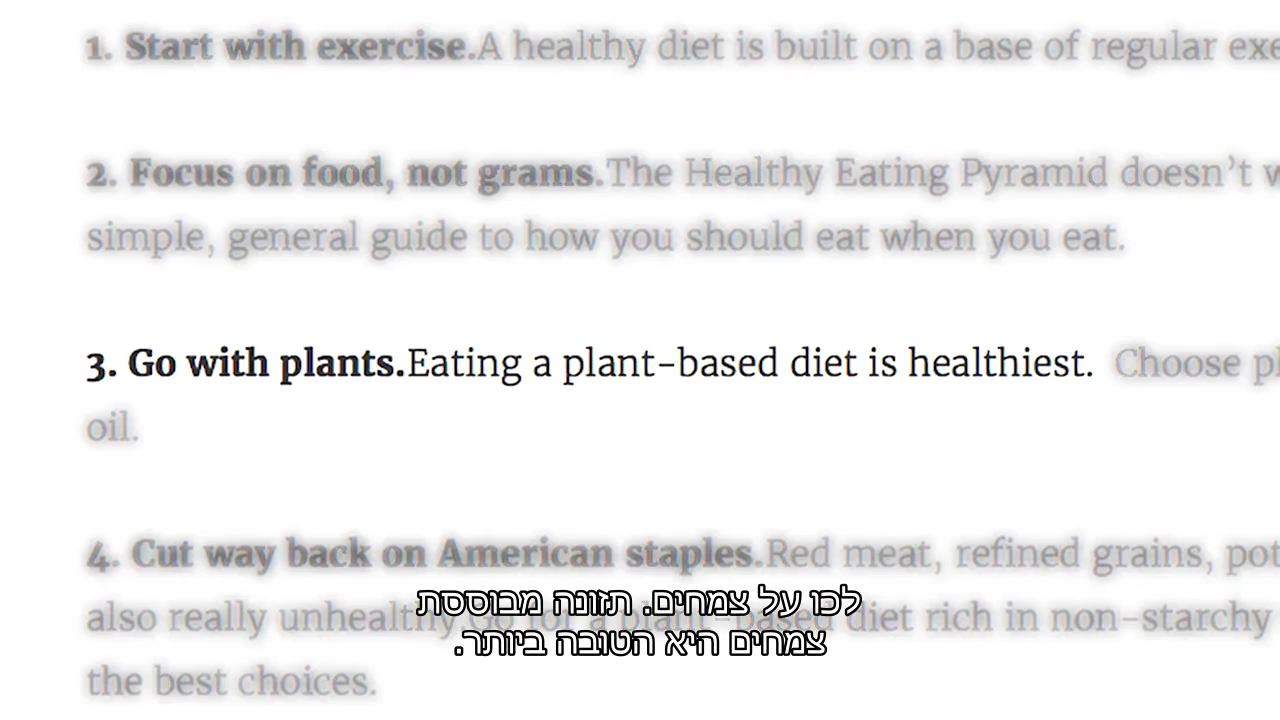 1. Start with exercise.A healthy diet is built on a base of regular
2. Focus on food, not grams.The Healthy Eating Pyramid doesn’t
simple, general guide to how you should eat when you eat.
3. Go with plants.Eating a plant-based diet is healthiest. Choose
oil.
4. Cut way back on American staples.Red meat, refined grains,
also really unhealthy.Go for a plant-based diet rich in non-starchy
the best choices.
לכו על צמחים. תזונה מבוססת
צמחים היא הטובה ביותר.